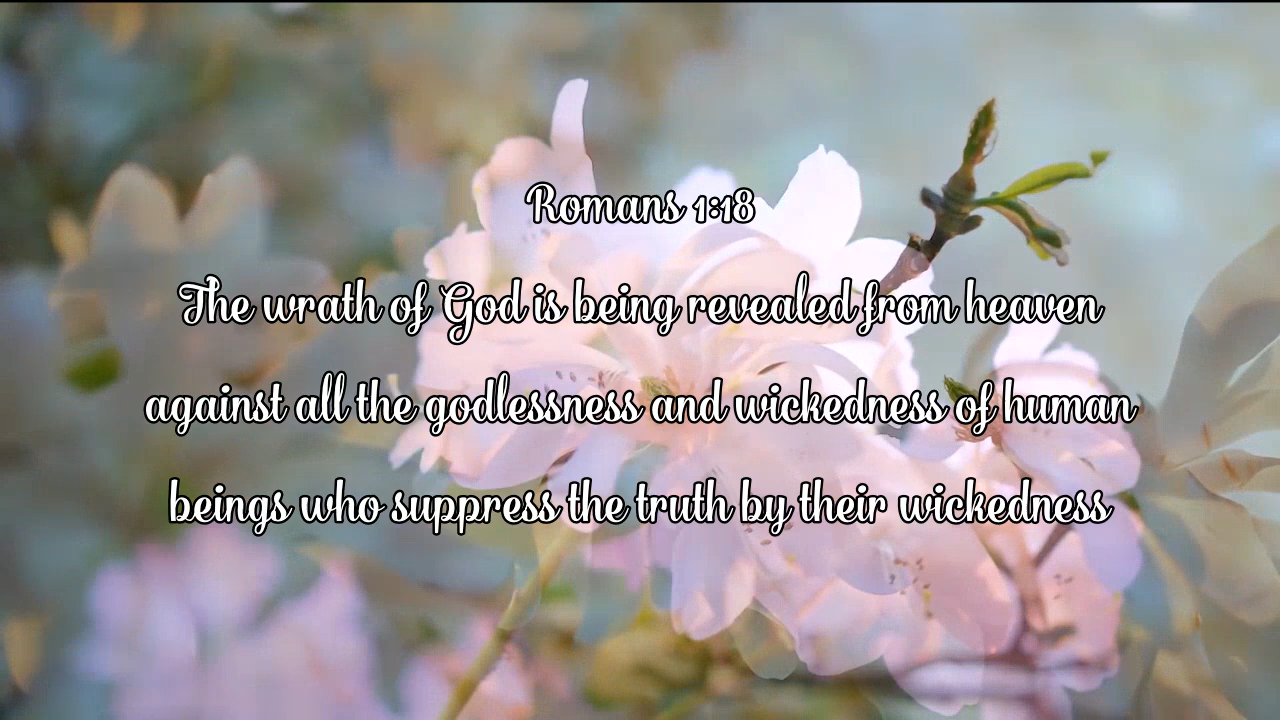 Romans 1:18
The wrath of God is being revealed from heaven
against all the godlessness and wickedness of human
beings who suppress the truth by their wickedness